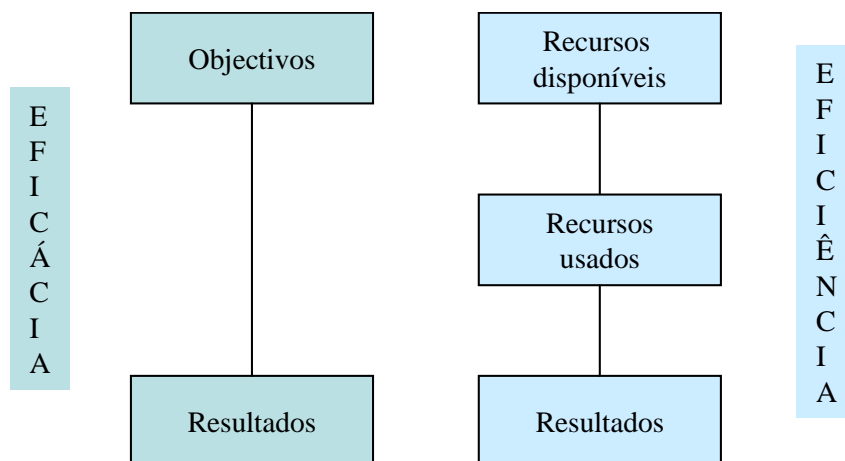 E
F
I
C
Á
C
I
A
Objectivos
Resultados
Recursos
disponíveis
Recursos
usados
Resultados
E
F
I
C
I
Ê
N
C
I
A